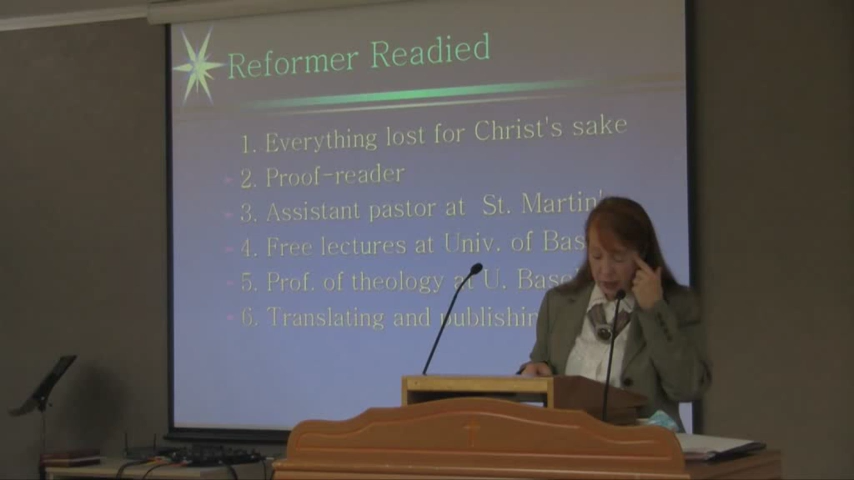 Reformer Readied
1. Everything lost for Christ's sake
2. Proof-reader
3. Assistant pastor at St. Martin's
4. Free lectures at Univ. of Bas
5. Prof. of theology at U. Base
6. Translating and publishin